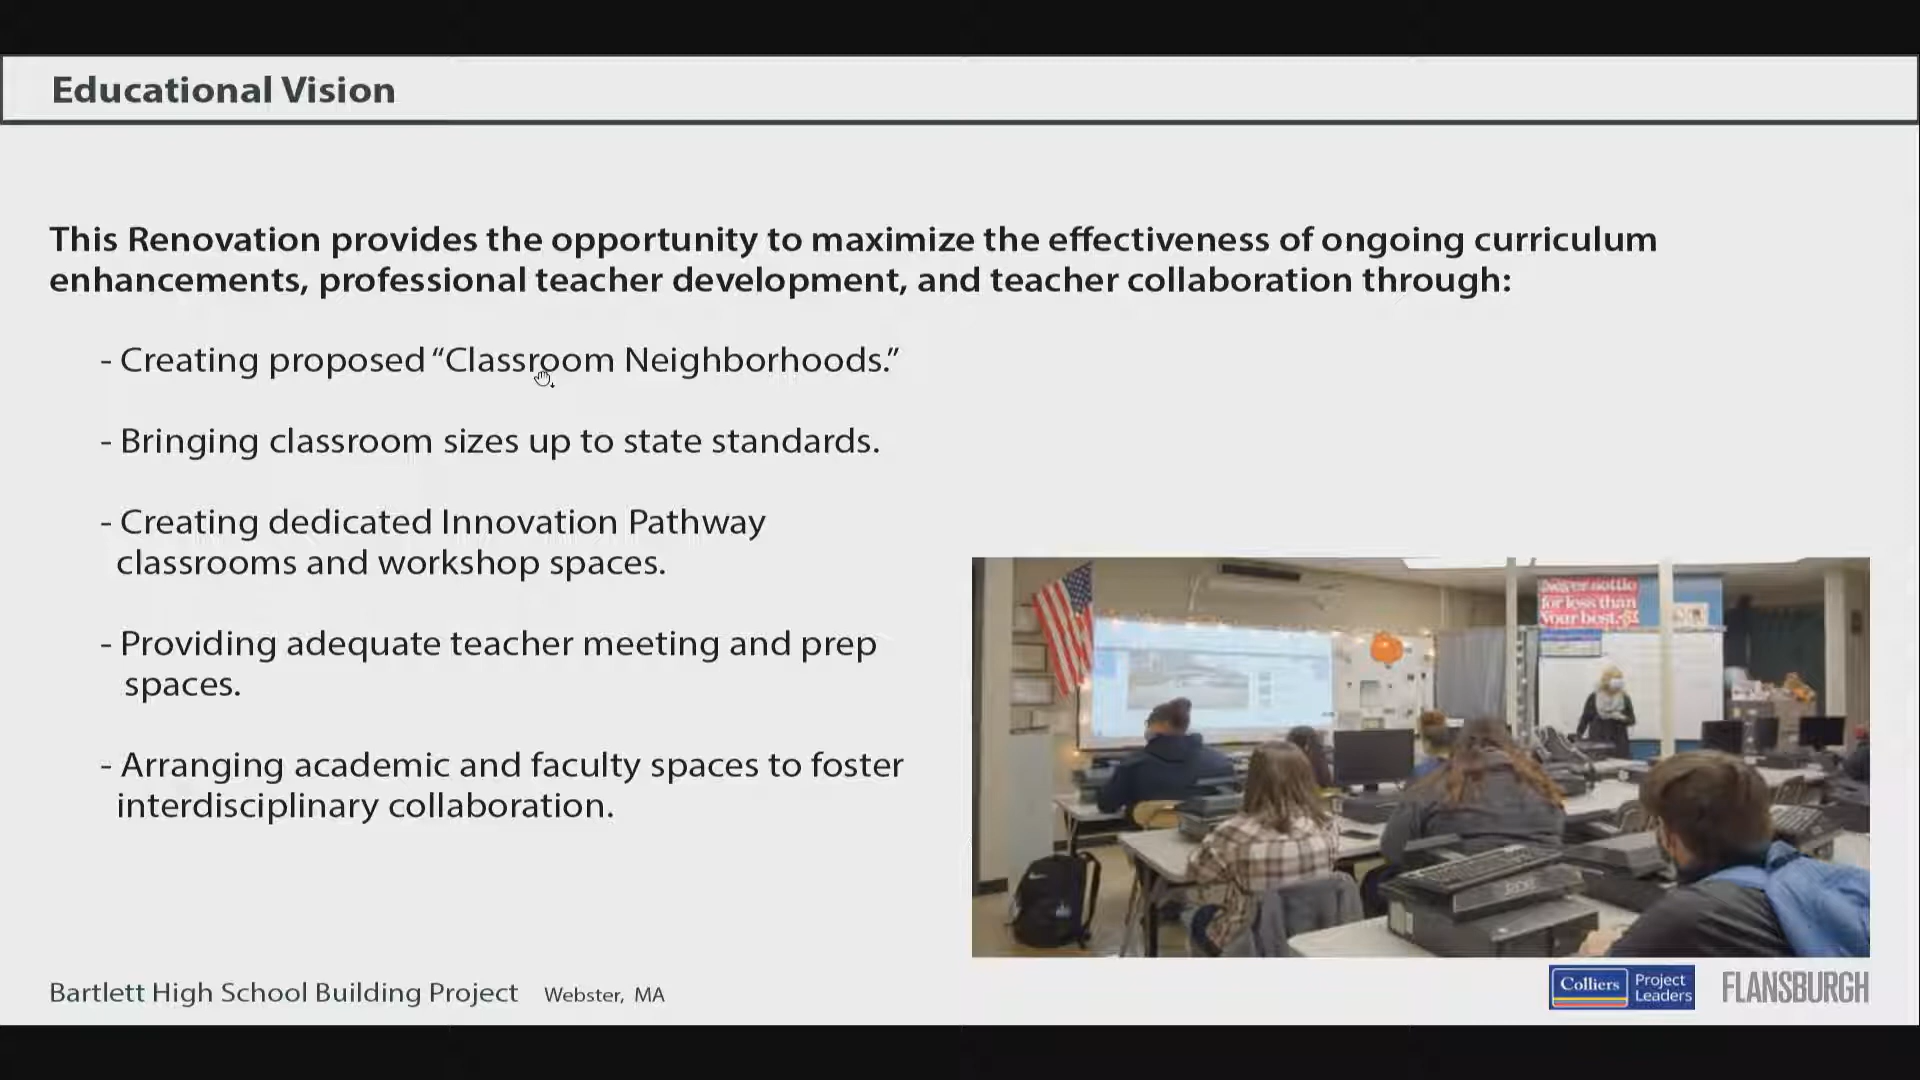 Educational Vision
This Renovation provides the opportunity to maximize the effectiveness of ongoing curriculum
enhancements, professional teacher development, and teacher collaboration through:
- Creating proposed “Classroom Neighborhoods.”
- Bringing classroom sizes up to state standards.
- Creating dedicated Innovation Pathway
classrooms and workshop spaces.
- Providing adequate teacher meeting and prep
spaces.
- Arranging academic and faculty spaces to foster
interdisciplinary collaboration.
Never settle
for less than
your best.
Bartlett High School Building Project Webster, MA
Colliers Project
Leaders
FLANSBURGH